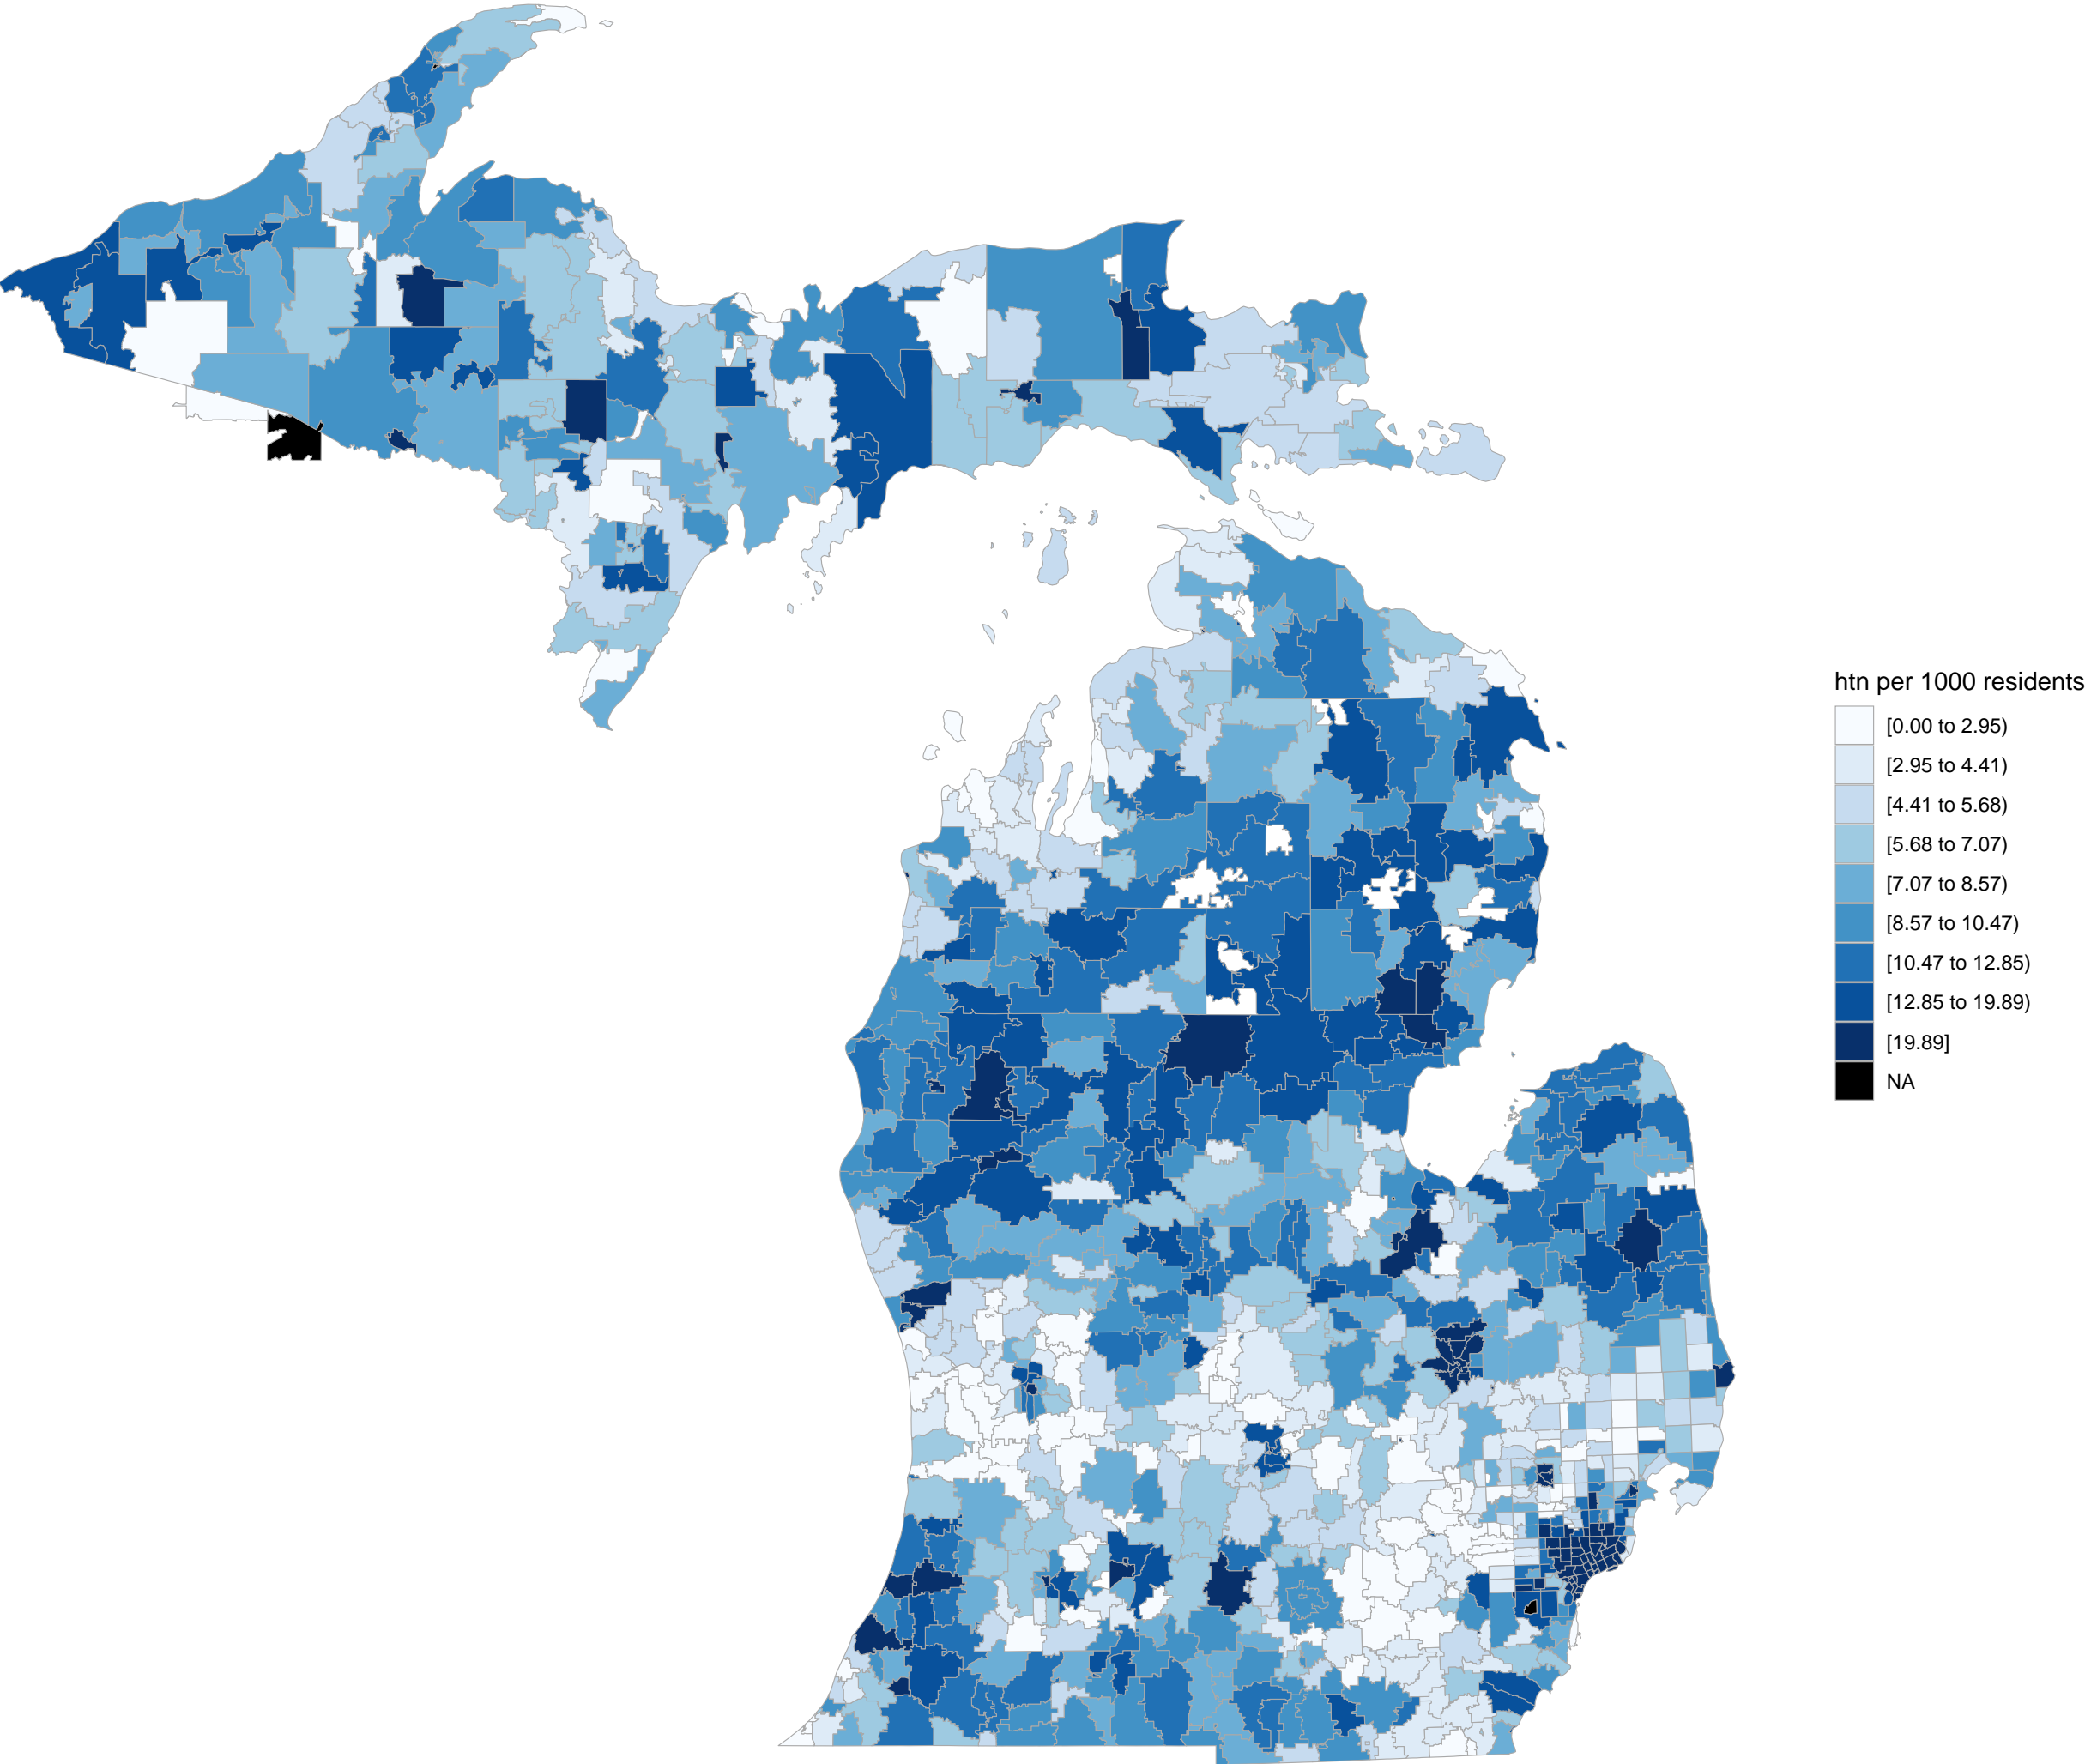 htn per 1000 residents
[0.00 to 2.95)
[2.95 to 4.41)
[4.41 to 5.68)
[5.68 to 7.07)
[7.07 to 8.57)
[8.57 to 10.47)
[10.47 to 12.85)
[12.85 to 19.89)
[19.89]
NA